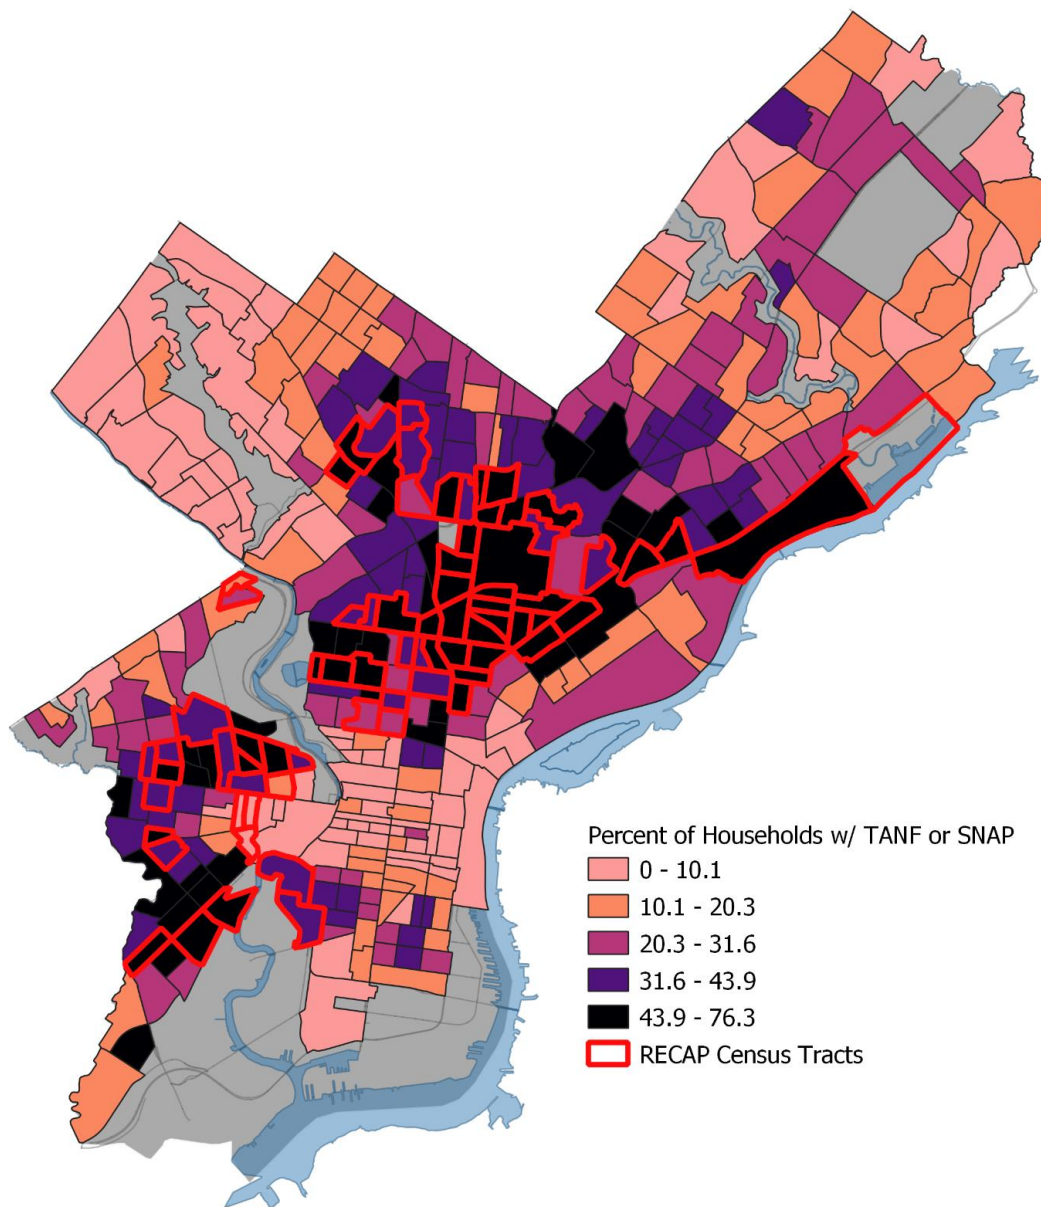 Percent of Households w/ TANF or SNAP
0 - 10.1
10.1 - 20.3
20.3 - 31.6
31.6 - 43.9
43.9 - 76.3
RECAP Census Tracts